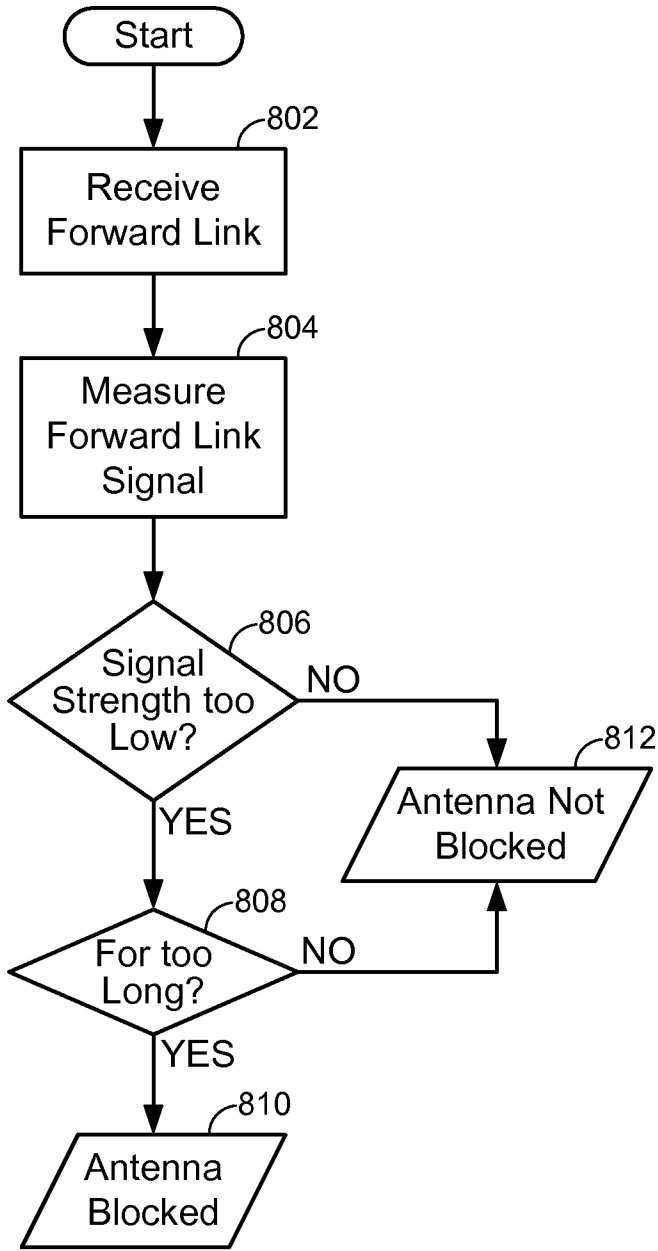 Start
802
Receive
Forward Link
804
Measure
Forward Link
Signal
806
Signal
Strength too
Low?
NO
812
Antenna Not
Blocked
YES
808
For too
Long?
NO
YES
810
Antenna
Blocked